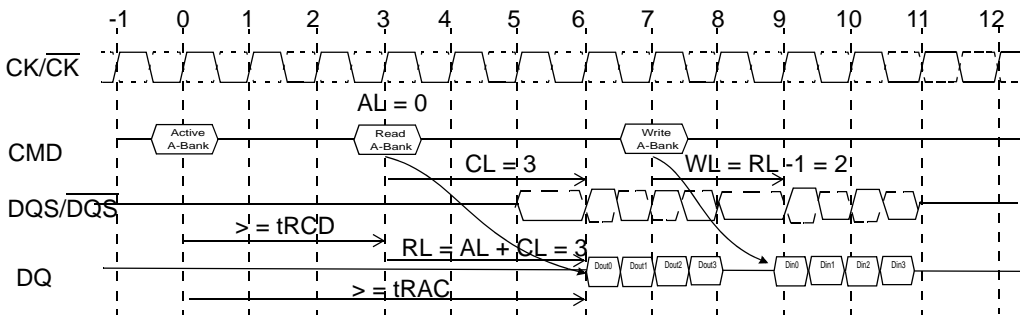 -1 0 1 2 3 4 5 6 7 8 9 10 11 12
CK/CK
AL = 0
CMD
Active
A-Bank
Read
A-Bank
Write
A-Bank
CL = 3
WL = RL -1 = 2
DQS/DQS
> = tRCD
RL = AL + CL = 3
DQ
Dout0 Dout1 Dout2 Dout3 Din0 Din1 Din2 Din3
> = tRAC